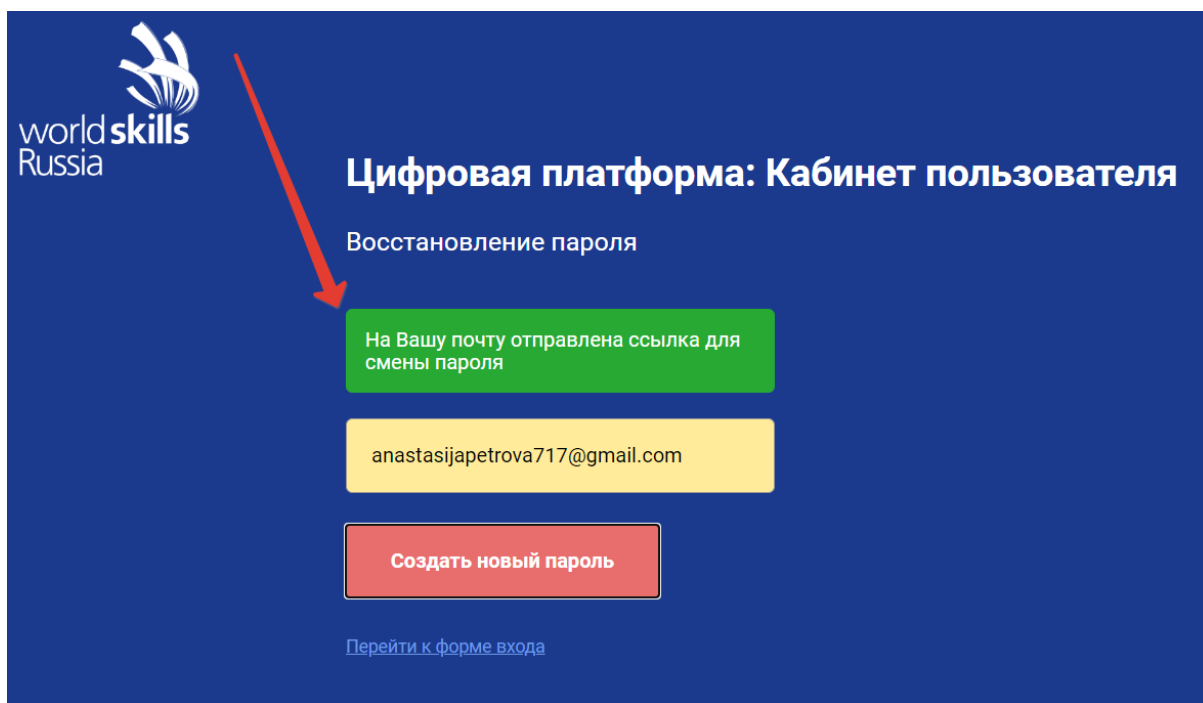 world skills
Russia
Цифровая платформа: Кабинет пользователя
Восстановление пароля
На Вашу почту отправлена ссылка для
смены пароля
anastasijapetrova717@gmail.com
Создать новый пароль
Перейти к форме входа